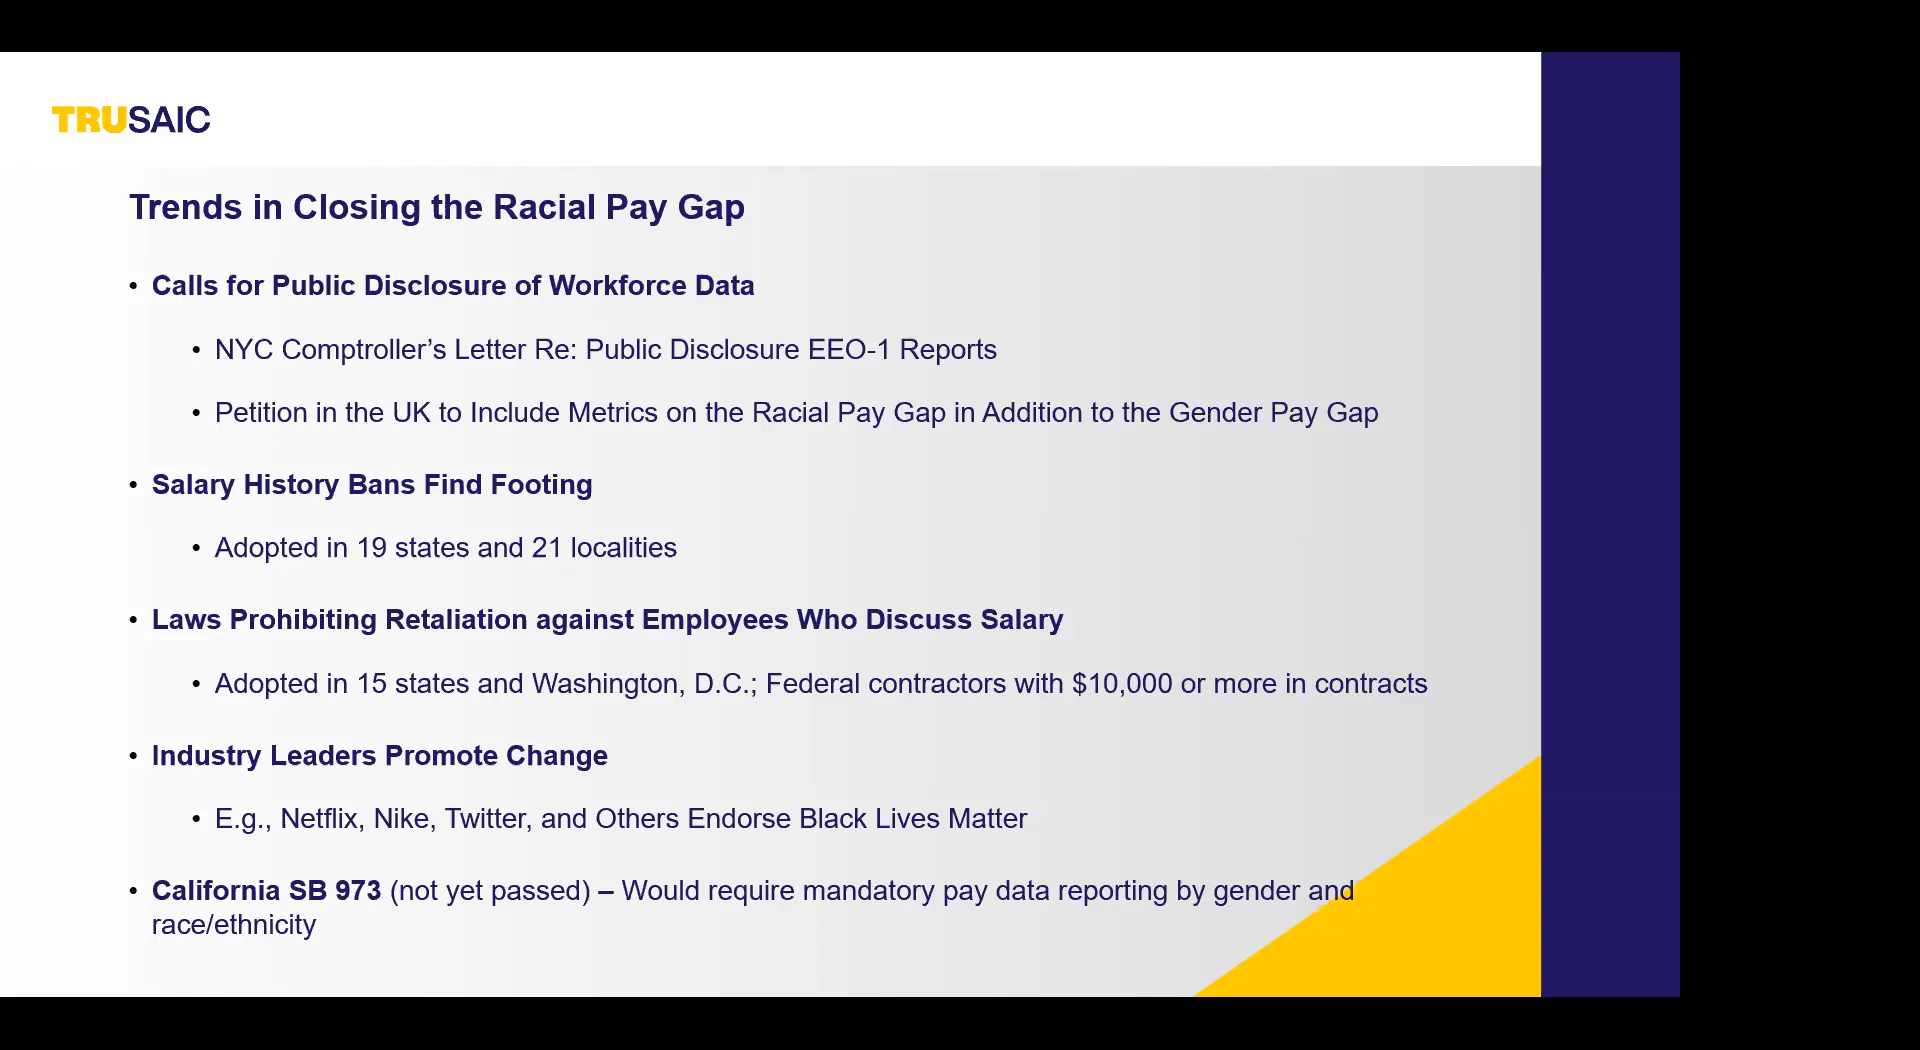 TRUSAIC
Trends in Closing the Racial Pay Gap
• Calls for Public Disclosure of Workforce Data
• NYC Comptroller’s Letter Re: Public Disclosure EEO-1 Reports
• Petition in the UK to Include Metrics on the Racial Pay Gap in Addition to the Gender Pay Gap
• Salary History Bans Find Footing
• Adopted in 19 states and 21 localities
• Laws Prohibiting Retaliation against Employees Who Discuss Salary
• Adopted in 15 states and Washington, D.C.; Federal contractors with $10,000 or more in contracts
• Industry Leaders Promote Change
• E.g., Netflix, Nike, Twitter, and Others Endorse Black Lives Matter
• California SB 973 (not yet passed) – Would require mandatory pay data reporting by gender and
race/ethnicity